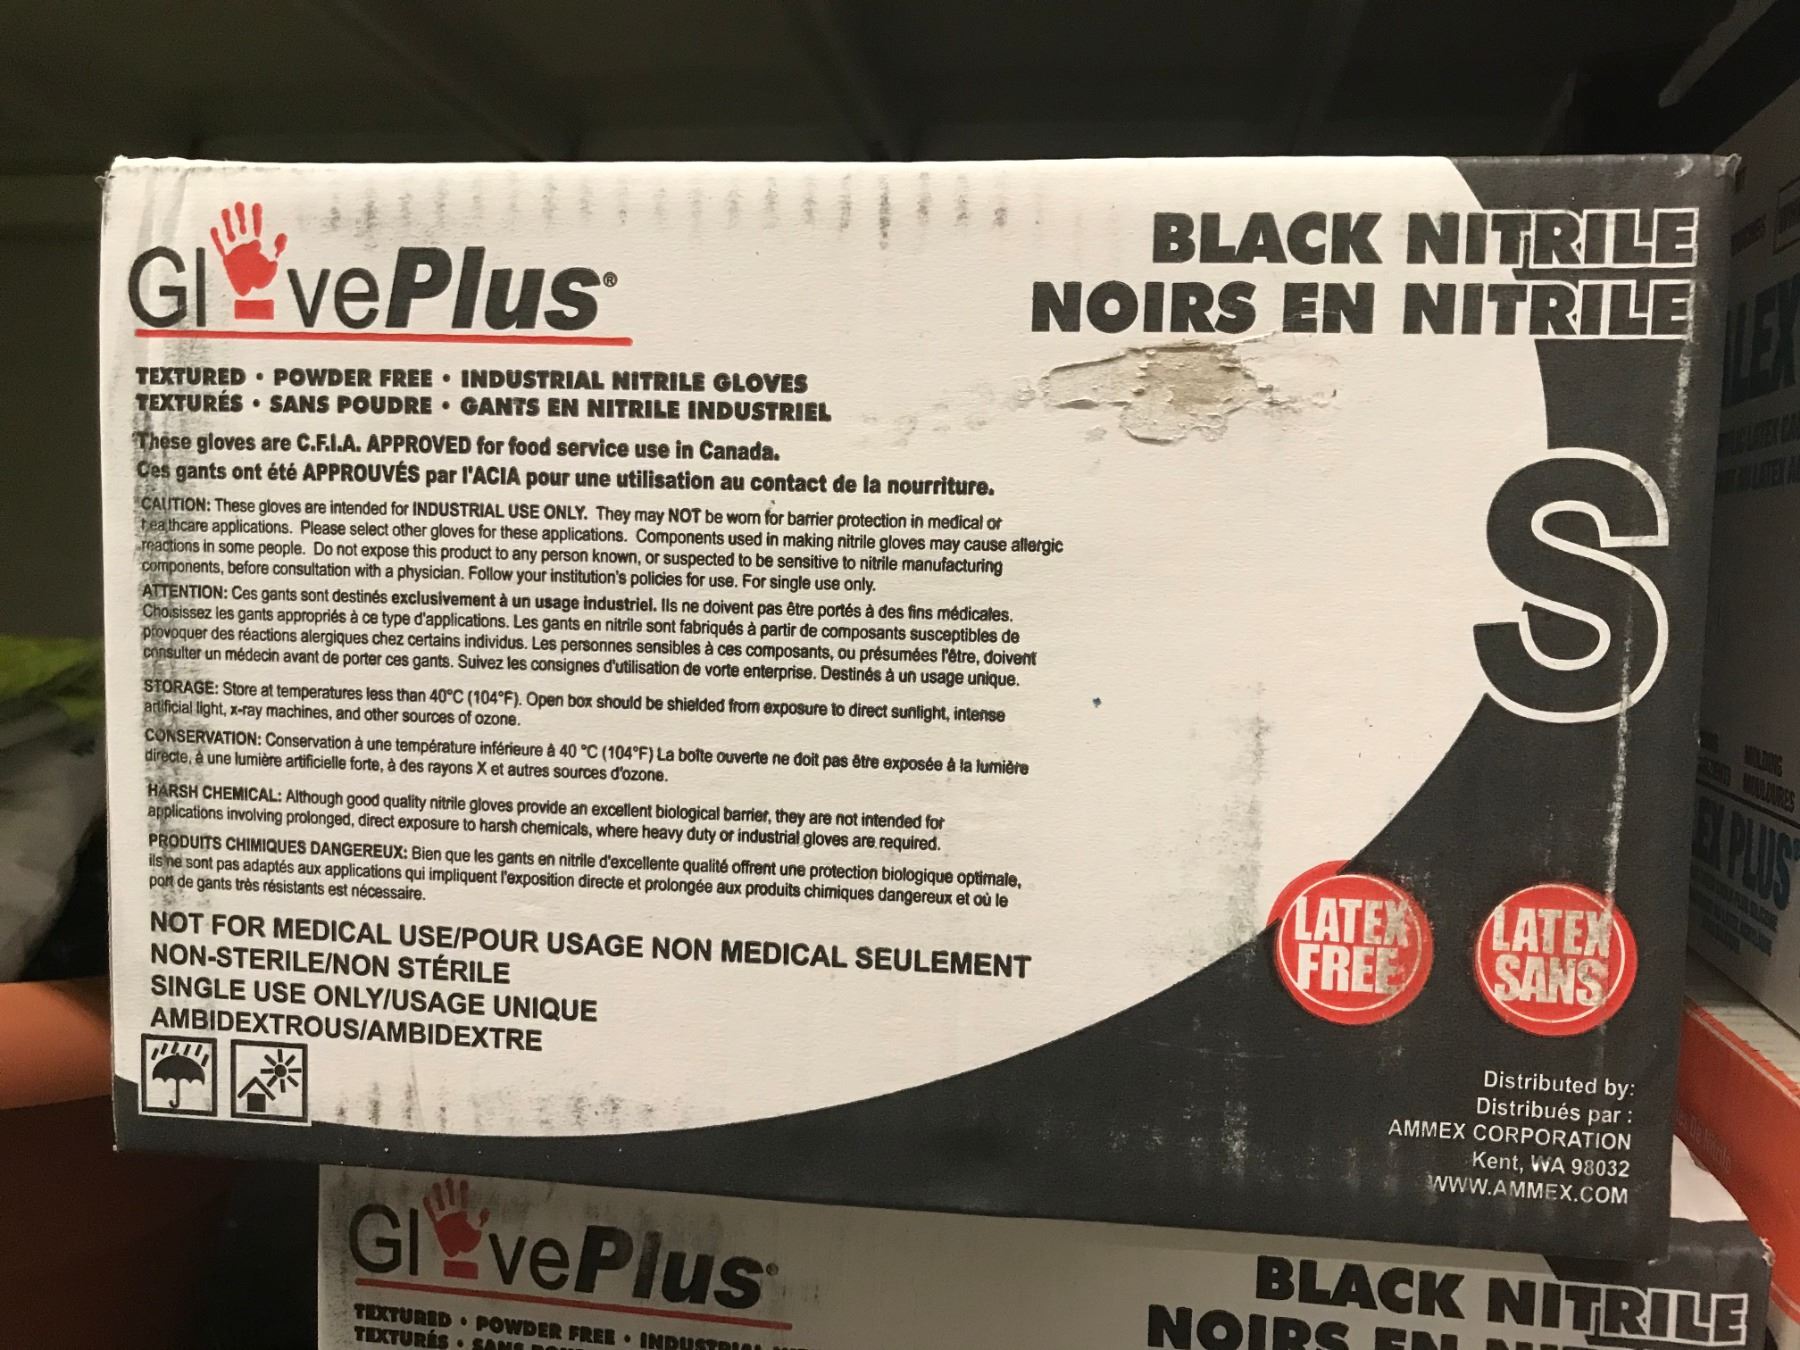 GlovePlus®
BLACK NITRILE
NOIRS EN NITRILE
TEXTURED • POWDER FREE • INDUSTRIAL NITRILE GLOVES
TEXTURÉS • SANS POUDRE • GANTS EN NITRILE INDUSTRIEL
These gloves are C.F.I.A. APPROVED for food service use in Canada.
Ces gants ont été APPROUVÉS par l'ACIA pour une utilisation au contact de la nourriture.
CAUTION: These gloves are intended for INDUSTRIAL USE ONLY. They may NOT be worn for barrier protection in medical or
healthcare applications. Please select other gloves for these applications. Components used in making nitrile gloves may cause allergic
reactions in some people. Do not expose this product to any person known, or suspected to be sensitive to nitrile manufacturing
components, before consultation with a physician. Follow your institution's policies for use. For single use only.
ATTENTION: Ces gants sont destinés exclusivement à un usage industriel. Ils ne doivent pas être portés à des fins médicales.
Choisissez les gants appropriés à ce type d'applications. Les gants en nitrile sont fabriqués à partir de composants susceptibles de
provoquer des réactions alergiques chez certains individus. Les personnes sensibles à ces composants, ou présumées l'être, doivent
consulter un médecin avant de porter ces gants. Suivez les consignes d'utilisation de vorte enterprise. Destinés à un usage unique.
STORAGE: Store at temperatures less than 40°C (104°F). Open box should be shielded from exposure to direct sunlight, intense
artificial light, x-ray machines, and other sources of ozone.
CONSERVATION: Conservation à une température inférieure à 40 °C (104°F) La boîte ouverte ne doit pas être exposée à la lumière
directe, à une lumière artificielle forte, à des rayons X et autres sources d'ozone.
HARSH CHEMICAL: Although good quality nitrile gloves provide an excellent biological barrier, they are not intended for
applications involving prolonged, direct exposure to harsh chemicals, where heavy duty or industrial gloves are required.
PRODUITS CHIMIQUES DANGEREUX: Bien que les gants en nitrile d'excellente qualité offrent une protection biologique optimale,
ils ne sont pas adaptés aux applications qui impliquent l'exposition directe et prolongée aux produits chimiques dangereux et où le
port de gants très résistants est nécessaire.
NOT FOR MEDICAL USE/POUR USAGE NON MEDICAL SEULEMENT
NON-STERILE/NON STÉRILE
SINGLE USE ONLY/USAGE UNIQUE
AMBIDEXTROUS/AMBIDEXTRE
S
LATEX
FREE
LATEX
SANS
Distributed by:
Distribués par :
AMMEX CORPORATION
Kent, WA 98032
WWW.AMMEX.COM
GlovePlus®
BLACK NITRILE
NOIRS EN
TEXTURED • POWDER FREE •
TEXTURÉS •
MOULURES
PLUS